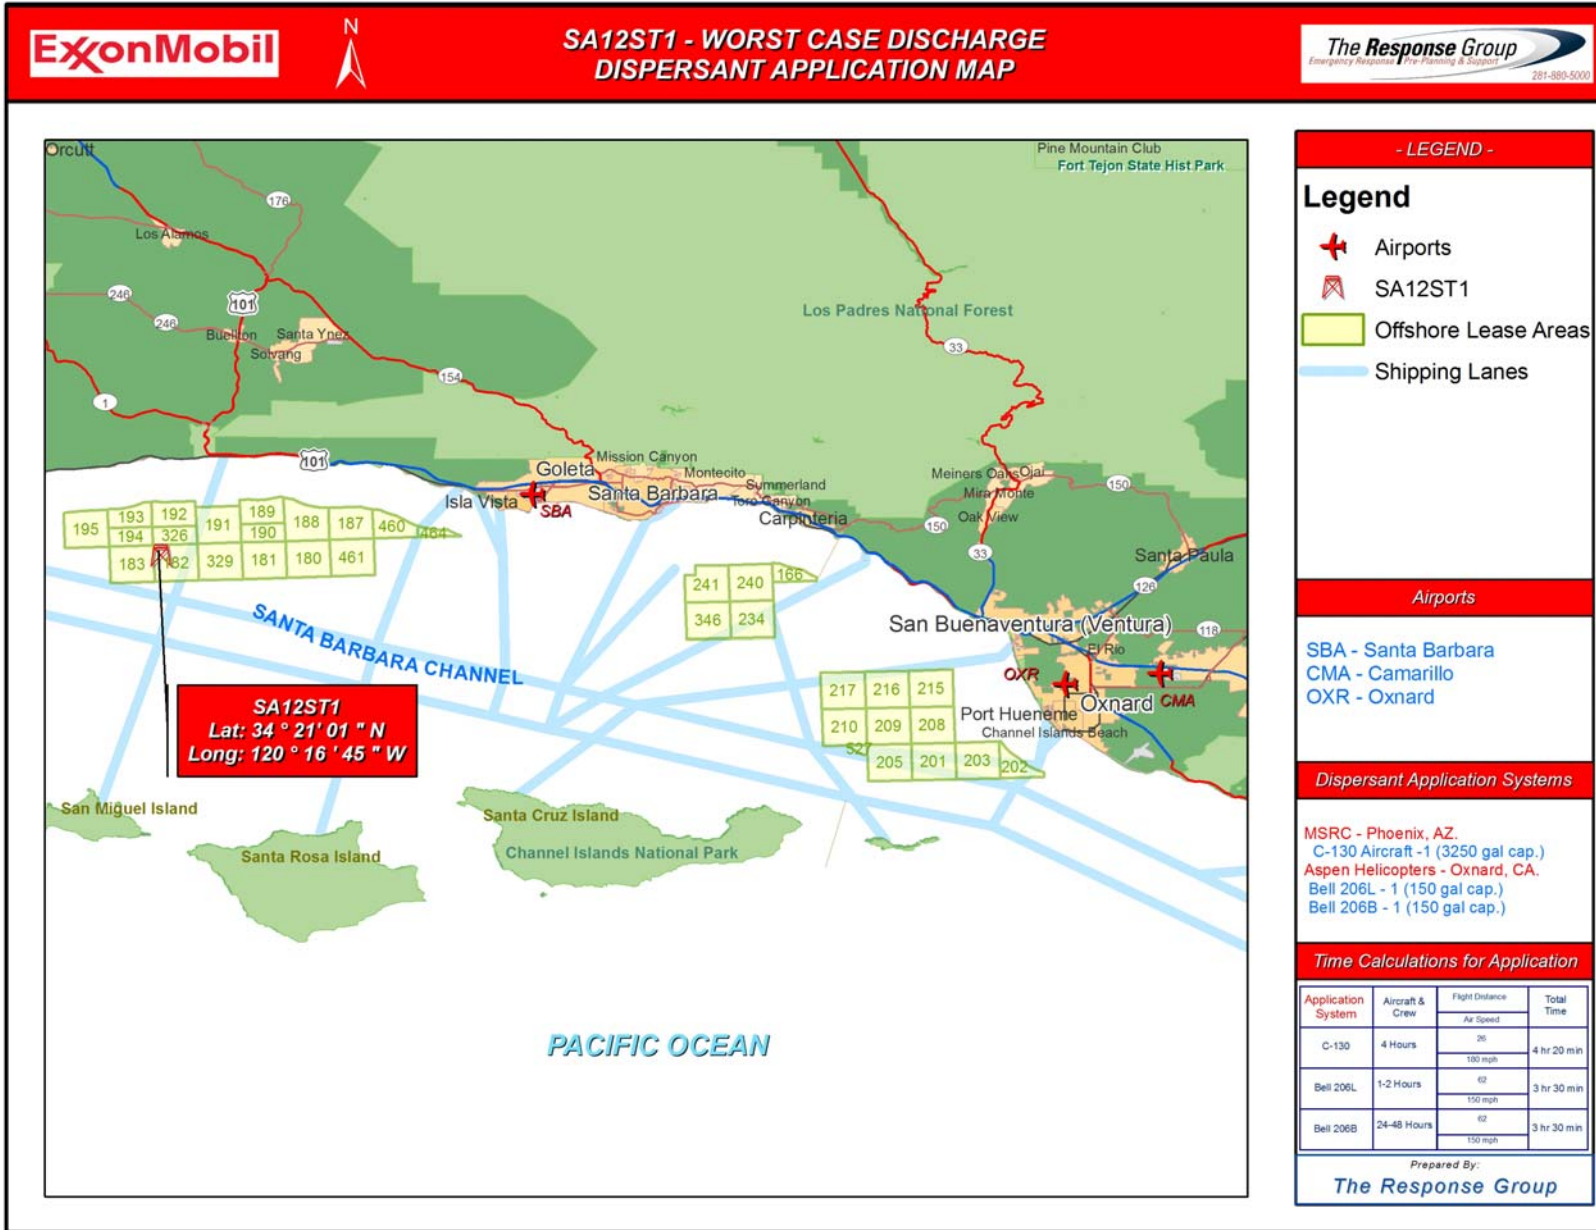 ExxonMobil
N
SA12ST1 - WORST CASE DISCHARGE
DISPERSANT APPLICATION MAP
The Response Group
Emergency Response Pre-Planning & Support
281-880-5000
Orcutt
Pine Mountain Club
Fort Tejon State Hist Park
176
Los Alamos
246
101
246
Buellton
Santa Ynez
Solvang
Los Padres National Forest
33
154
1
101
Goleta
Mission Canyon
Montecito
Isla Vista
SBA
Santa Barbara
Summerland
Toro Canyon
Carpinteria
Meiners Oaks
Ojai
Mira Monte
150
150
Oak View
33
Santa Paula
126
195
193
192
191
189
188
187
460
464
194
326
190
183
182
329
181
180
461
241
240
166
346
234
SANTA BARBARA CHANNEL
San Buenaventura (Ventura)
118
El Rio
OXR
Oxnard
CMA
Port Hueneme
Channel Islands Beach
217
216
215
210
209
208
527
205
201
203
202
SA12ST1
Lat: 34 ° 21' 01 " N
Long: 120 ° 16 ' 45 " W
San Miguel Island
Santa Rosa Island
Santa Cruz Island
Channel Islands National Park
PACIFIC OCEAN
- LEGEND -
Legend
Airports
SA12ST1
Offshore Lease Areas
Shipping Lanes
Airports
SBA - Santa Barbara
CMA - Camarillo
OXR - Oxnard
Dispersant Application Systems
MSRC - Phoenix, AZ.
C-130 Aircraft -1 (3250 gal cap.)
Aspen Helicopters - Oxnard, CA.
Bell 206L - 1 (150 gal cap.)
Bell 206B - 1 (150 gal cap.)
Time Calculations for Application
Application System
Aircraft & Crew
Flight Distance
Air Speed
Total Time
C-130
4 Hours
26
180 mph
4 hr 20 min
Bell 206L
1-2 Hours
62
150 mph
3 hr 30 min
Bell 206B
24-48 Hours
62
150 mph
3 hr 30 min
Prepared By:
The Response Group